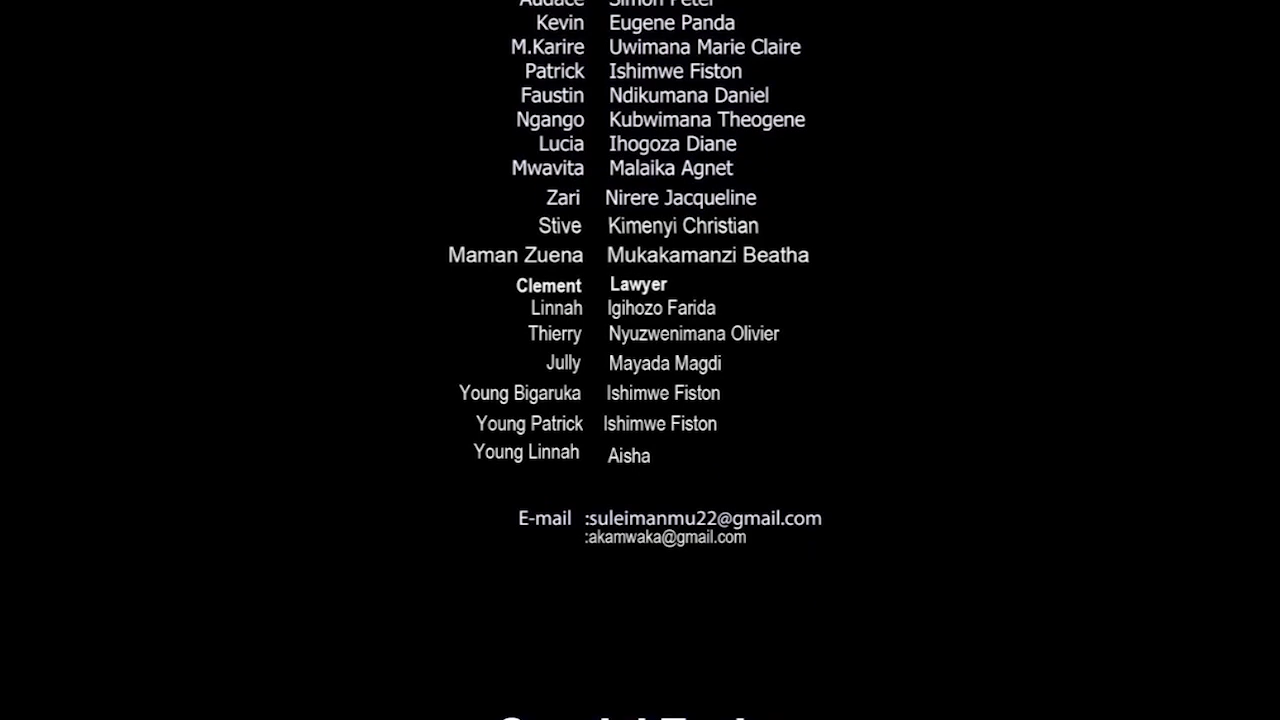 Audace Simon Peter
Kevin Eugene Panda
M.Karire Uwimana Marie Claire
Patrick Ishimwe Fiston
Faustin Ndikumana Daniel
Ngango Kubwimana Theogene
Lucia Ihogoza Diane
Mwavita Malaika Agnet
Zari Nirere Jacqueline
Stive Kimenyi Christian
Maman Zuena Mukakamanzi Beatha
Clement Lawyer
Linnah Igihozo Farida
Thierry Nyuzwenimana Olivier
Jully Mayada Magdi
Young Bigaruka Ishimwe Fiston
Young Patrick Ishimwe Fiston
Young Linnah Aisha
E-mail :suleimanmu22@gmail.com
:akamwaka@gmail.com